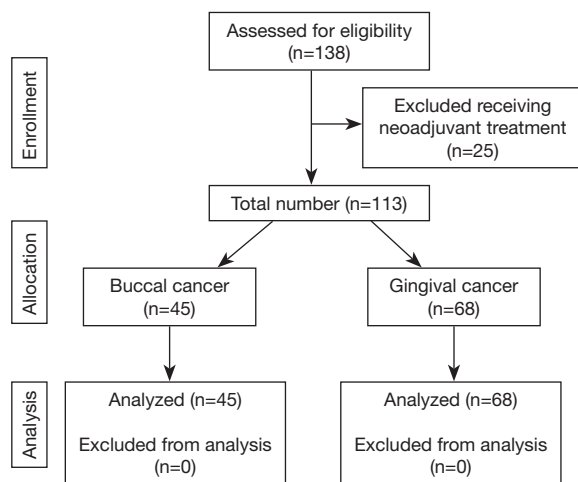 Enrollment
Assessed for eligibility
(n=138)
Excluded receiving
neoadjuvant treatment
(n=25)
Total number (n=113)
Allocation
Buccal cancer
(n=45)
Gingival cancer
(n=68)
Analysis
Analyzed (n=45)
Excluded from analysis
(n=0)
Analyzed (n=68)
Excluded from analysis
(n=0)